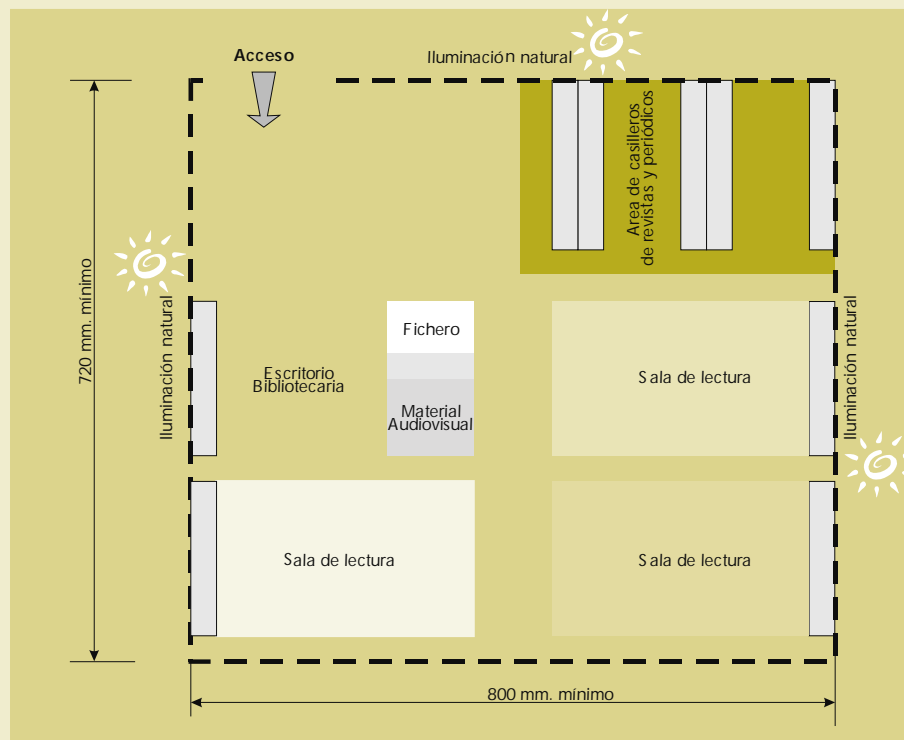 Acceso
Iluminación natural
Area de casilleros
de revistas y periódicos
720 mm. mínimo
Iluminación natural
Fichero
Escritorio
Bibliotecaria
Material
Audiovisual
Sala de lectura
Iluminación natural
Sala de lectura
Sala de lectura
800 mm. mínimo